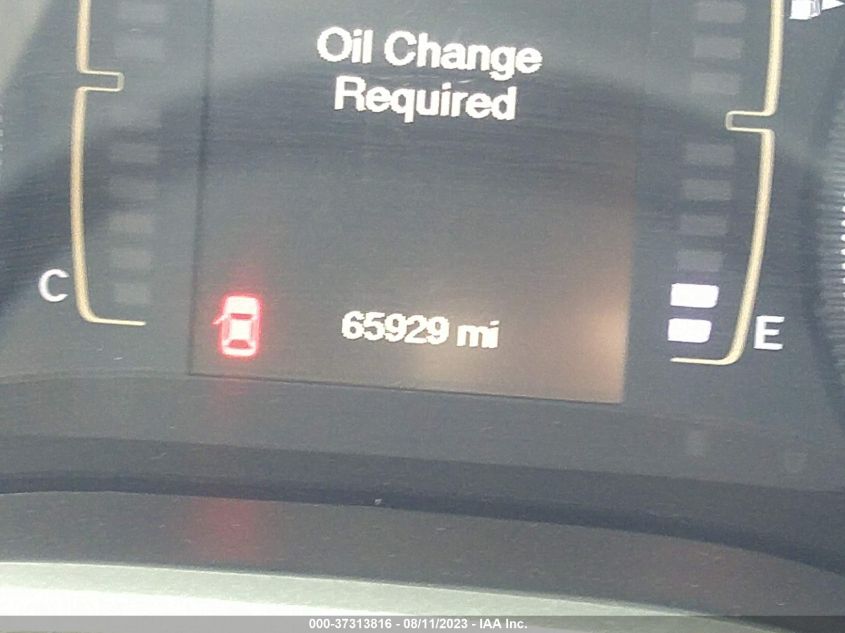 Oil Change
Required
C
65929 mi
E
000-37313816 - 08/11/2023 - IAA Inc.